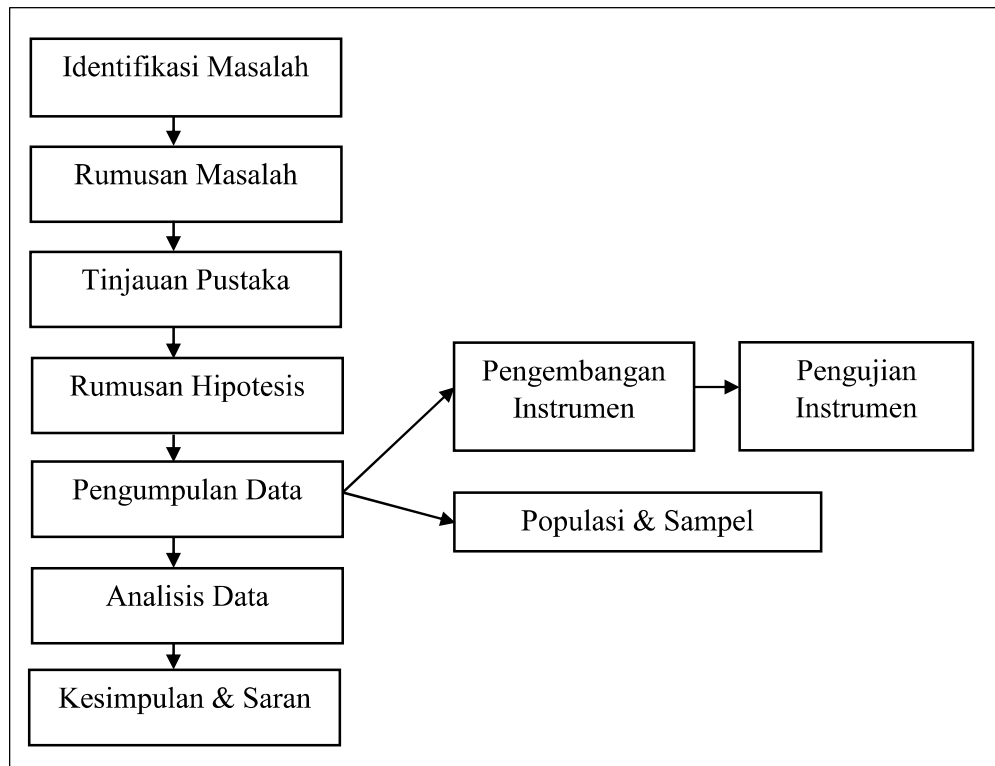 Identifikasi Masalah
Rumusan Masalah
Tinjauan Pustaka
Rumusan Hipotesis
Pengumpulan Data
Analisis Data
Kesimpulan & Saran
Pengembangan
Instrumen
Pengujian
Instrumen
Populasi & Sampel